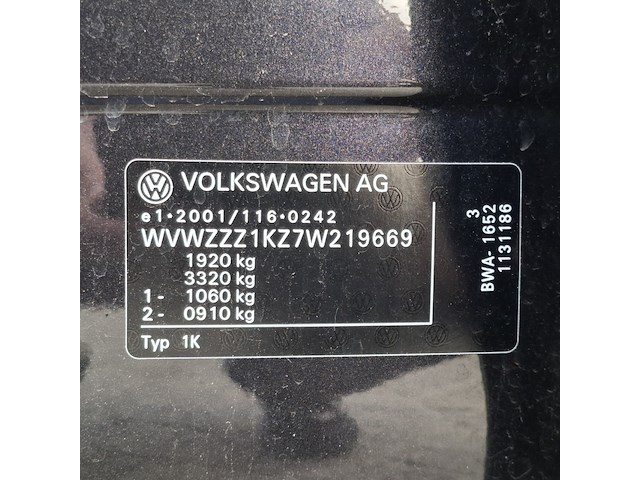 VOLKSWAGEN AG
e1•2001/116•0242
WVWZZZ1KZ7W219669
1920 kg
3320 kg
1 - 1060 kg
2 - 0910 kg
Typ 1K
3
BWA- 1652
1131186